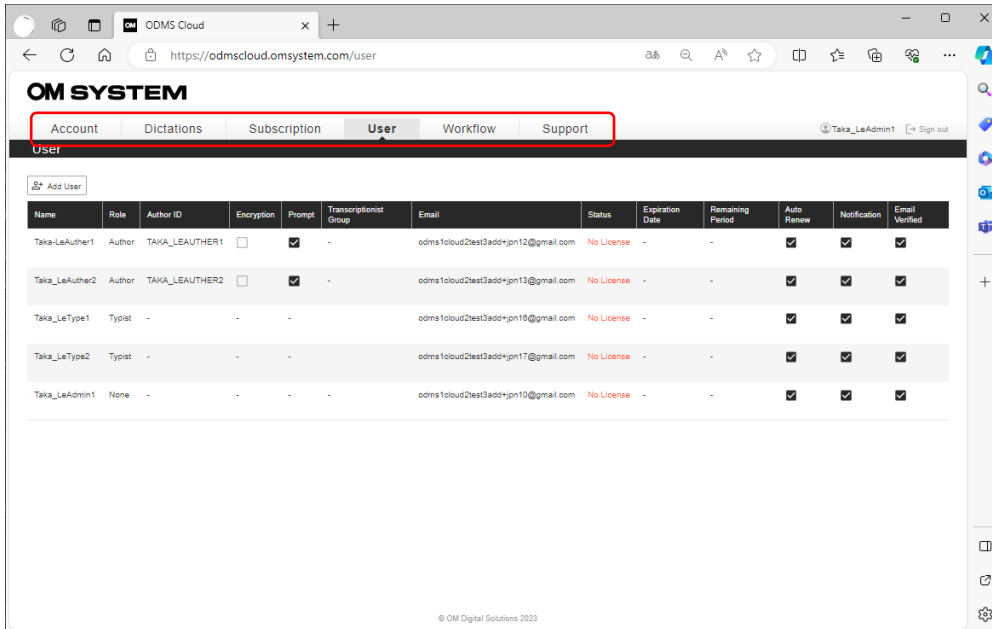 ODMS Cloud
https://odmscloud.omsystem.com/user
OM SYSTEM
Account Dictations Subscription User Workflow Support
Taka_LeAdmin1 Sign out
User
Add User
Name Role Author ID Encryption Prompt Transcriptionist Group Email Status Expiration Date Remaining Period Auto Renew Notification Email Verified
Taka-LeAuther1 Author TAKA_LEAUTHER1 - odms1cloud2test3add+jpn12@gmail.com No License - -
Taka_LeAuther2 Author TAKA_LEAUTHER2 - odms1cloud2test3add+jpn13@gmail.com No License - -
Taka_LeType1 Typist - - - odms1cloud2test3add+jpn16@gmail.com No License - -
Taka_LeType2 Typist - - - odms1cloud2test3add+jpn17@gmail.com No License - -
Taka_LeAdmin1 None - - - - odms1cloud2test3add+jpn10@gmail.com No License - -
© OM Digital Solutions 2023